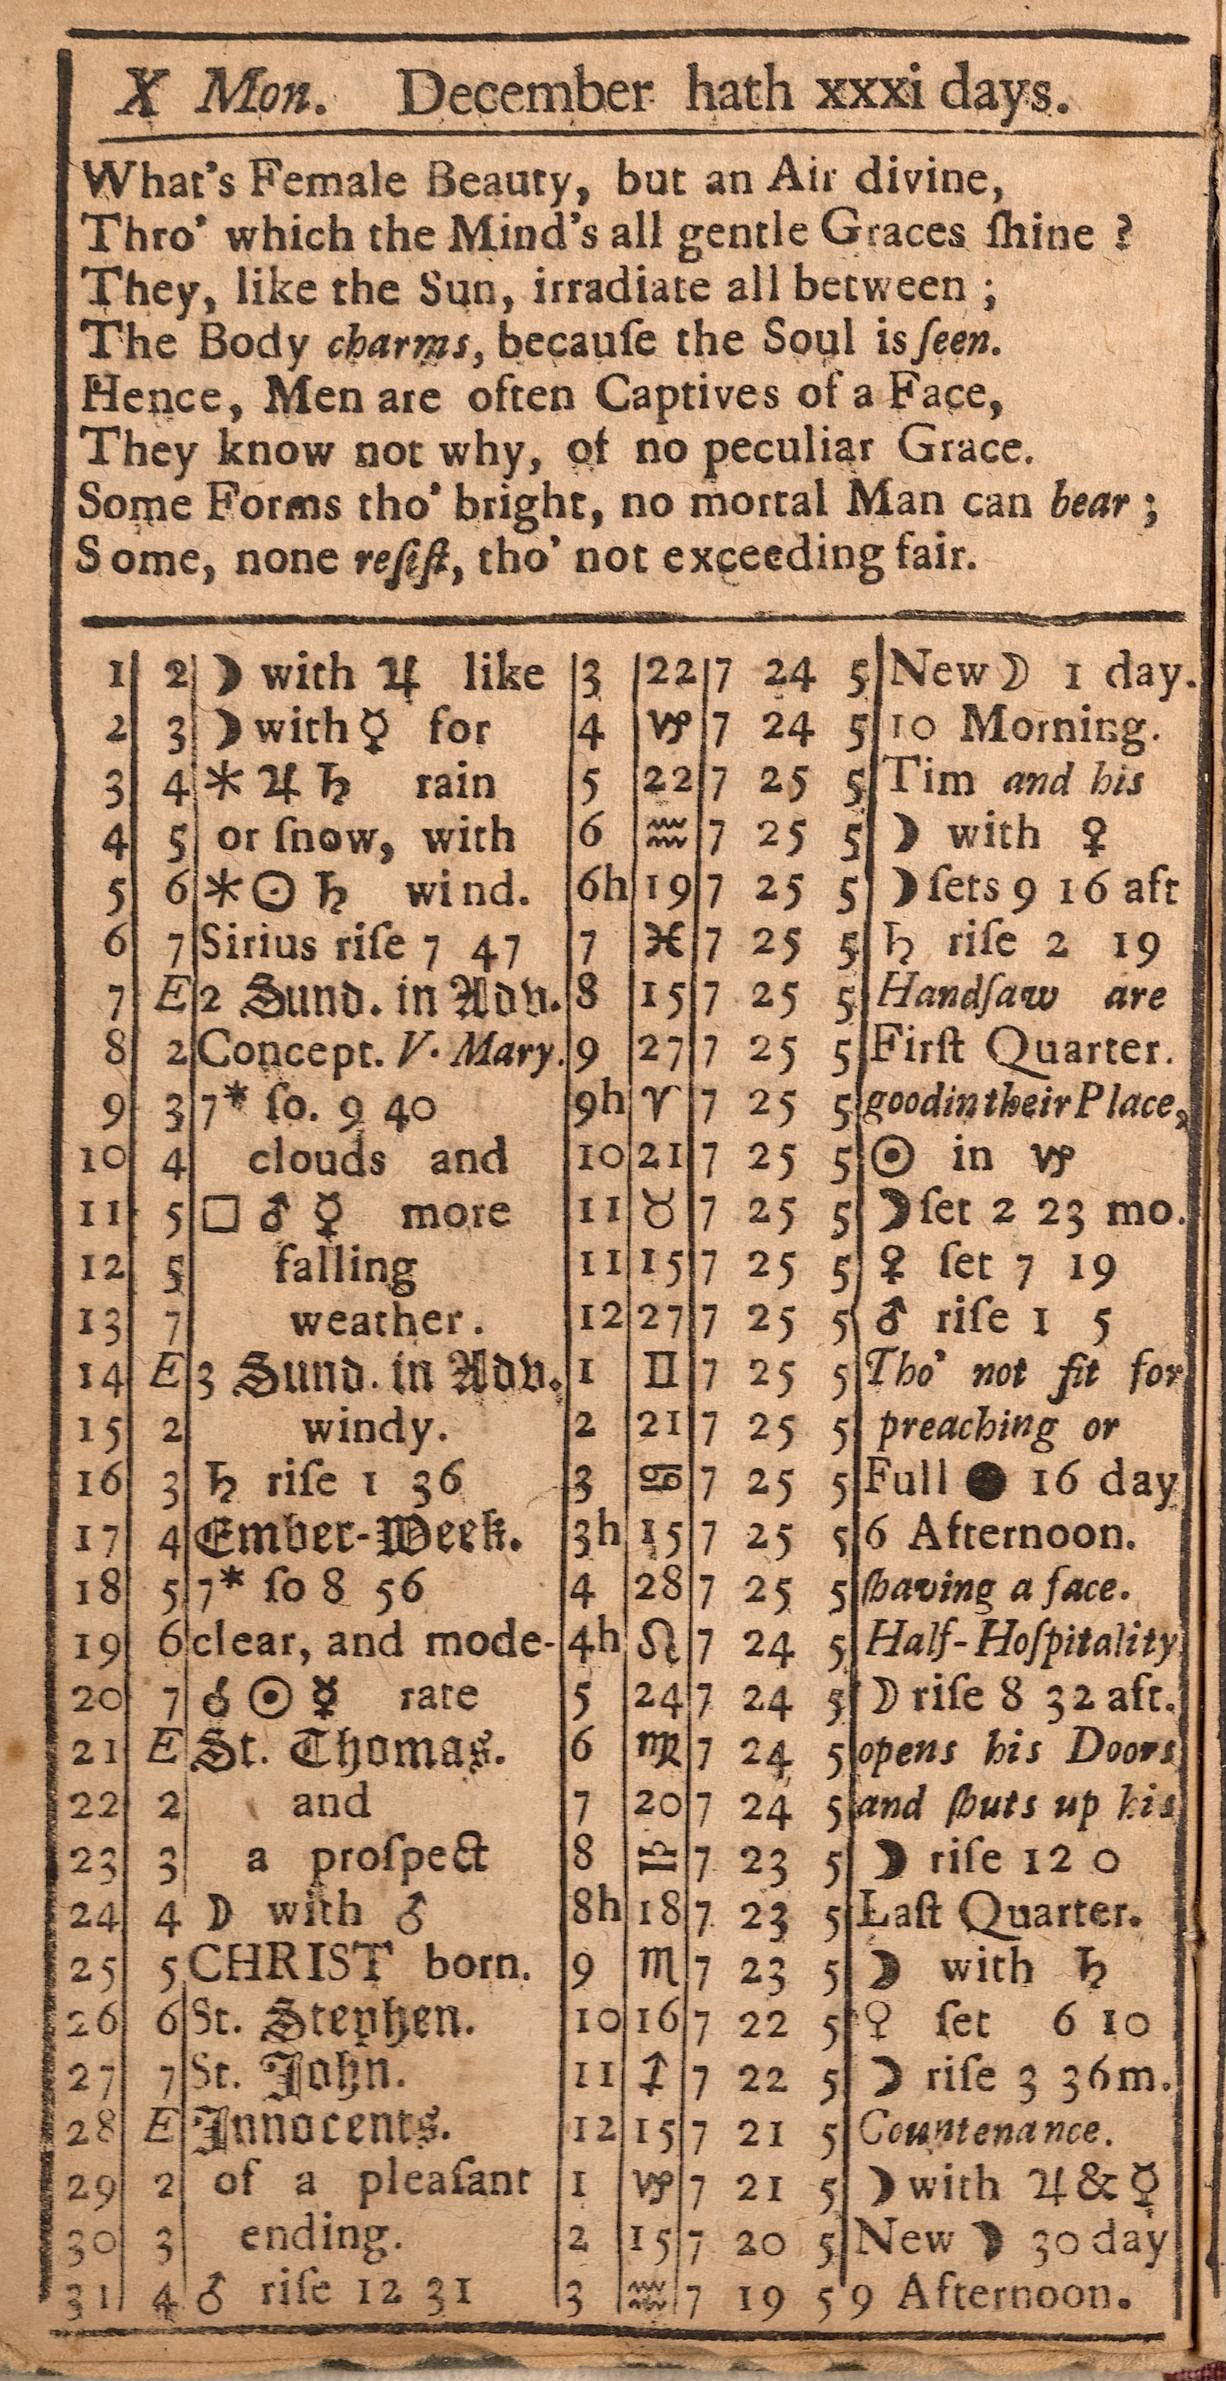 X Mon. December hath xxxi days.
What's Female Beauty, but an Air divine,
Thro' which the Mind's all gentle Graces ſhine ?
They, like the Sun, irradiate all between ;
The Body charms, becauſe the Soul is ſeen.
Hence, Men are often Captives of a Face,
They know not why, of no peculiar Grace.
Some Forms tho' bright, no mortal Man can bear ;
Some, none reſiſt, tho' not exceeding fair.
1 2 ☽ with ♃ like 3 22 7 24 5 New ☽ 1 day.
2 3 ☽ with ☿ for 4 ♑ 7 24 5 10 Morning.
3 4 ⚹ ♃ ♄ rain 5 22 7 25 5 Tim and his
4 5 or ſnow, with 6 ♒ 7 25 5 ☽ with ♀
5 6 ⚹ ☉ ♄ wind. 6h 19 7 25 5 ☽ ſets 9 16 aft
6 7 Sirius riſe 7 47 7 ♓ 7 25 5 ♄ riſe 2 19
7 E 2 Sund. in Adv. 8 15 7 25 5 Handſaw are
8 2 Concept. V. Mary. 9 27 7 25 5 Firſt Quarter.
9 3 7* ſo. 9 40 9h ♈ 7 25 5 good in their Place,
10 4 clouds and 10 21 7 25 5 ☉ in ♑
11 5 □ ♂ ☿ more 11 ♉ 7 25 5 ☽ ſet 2 23 mo.
12 5 falling 11 15 7 25 5 ♀ ſet 7 19
13 7 weather. 12 27 7 25 5 ♂ riſe 1 5
14 E 3 Sund. in Adv. 1 ♊ 7 25 5 Tho' not fit for
15 2 windy. 2 21 7 25 5 preaching or
16 3 ♄ riſe 1 36 3 ♋ 7 25 5 Full ● 16 day
17 4 Ember-Week. 3h 15 7 25 5 6 Afternoon.
18 5 7* ſo 8 56 4 28 7 25 5 ſhaving a face.
19 6 clear, and mode- 4h ♌ 7 24 5 Half-Hoſpitality
20 7 ☌ ☉ ☿ rate 5 24 7 24 5 ☽ riſe 8 32 aft.
21 E St. Thomas. 6 ♍ 7 24 5 opens his Doors
22 2 and 7 20 7 24 5 and ſhuts up his
23 3 a proſpect 8 ♎ 7 23 5 ☽ riſe 12 0
24 4 ☽ with ♂ 8h 18 7 23 5 Laſt Quarter.
25 5 CHRIST born. 9 ♏ 7 23 5 ☽ with ♄
26 6 St. Stephen. 10 16 7 22 5 ♀ ſet 6 10
27 7 St. John. 11 ♐ 7 22 5 ☽ riſe 3 36m.
28 E Innocents. 12 15 7 21 5 Countenance.
29 2 of a pleaſant 1 ♑ 7 21 5 ☽ with ♃ & ☿
30 3 ending. 2 15 7 20 5 New ☽ 30 day
31 4 ♂ riſe 12 31 3 ♒ 7 19 5 9 Afternoon.